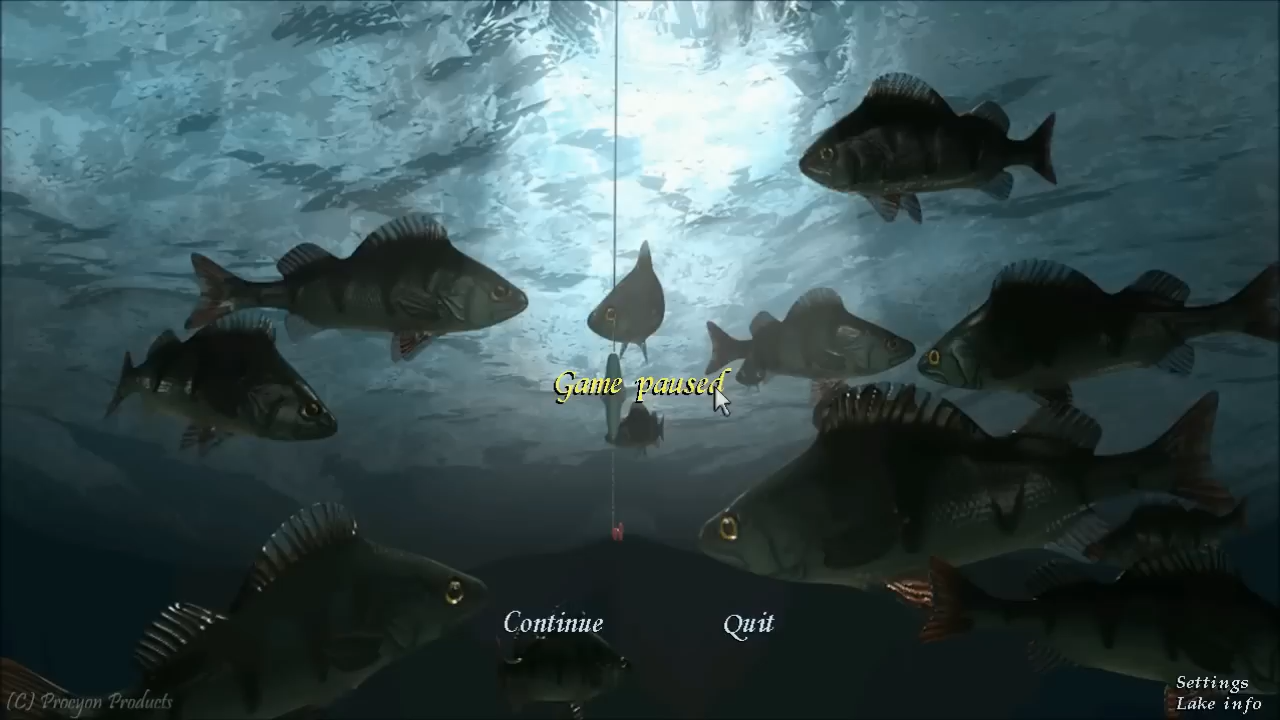 Game paused
Continue
Quit
Settings
Lake info
(C) Procyon Products